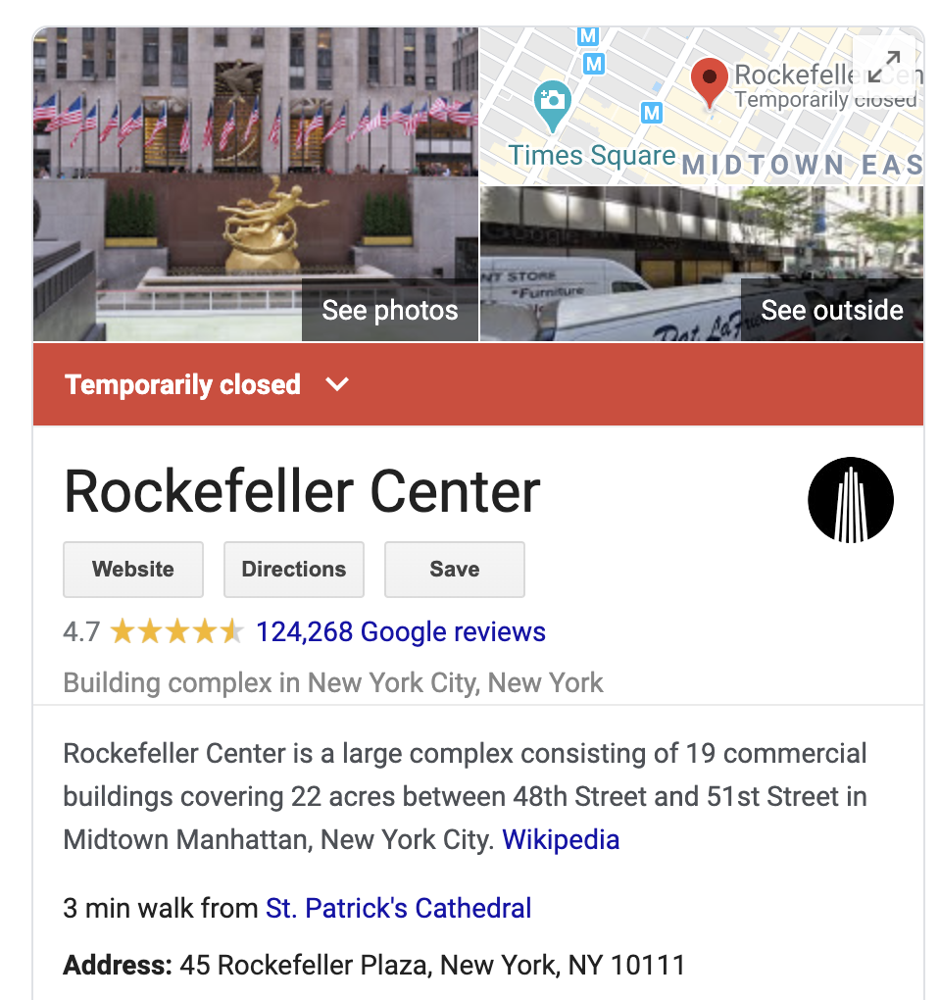 M
M
M
Rockefeller Cen
Temporarily closed
Times Square
MIDTOWN EAS
NT STORE
"Furniture
See photos
See outside
Temporarily closed
Rockefeller Center
Website
Directions
Save
4.7
124,268 Google reviews
Building complex in New York City, New York
Rockefeller Center is a large complex consisting of 19 commercial
buildings covering 22 acres between 48th Street and 51st Street in
Midtown Manhattan, New York City. Wikipedia
3 min walk from St. Patrick's Cathedral
Address: 45 Rockefeller Plaza, New York, NY 10111